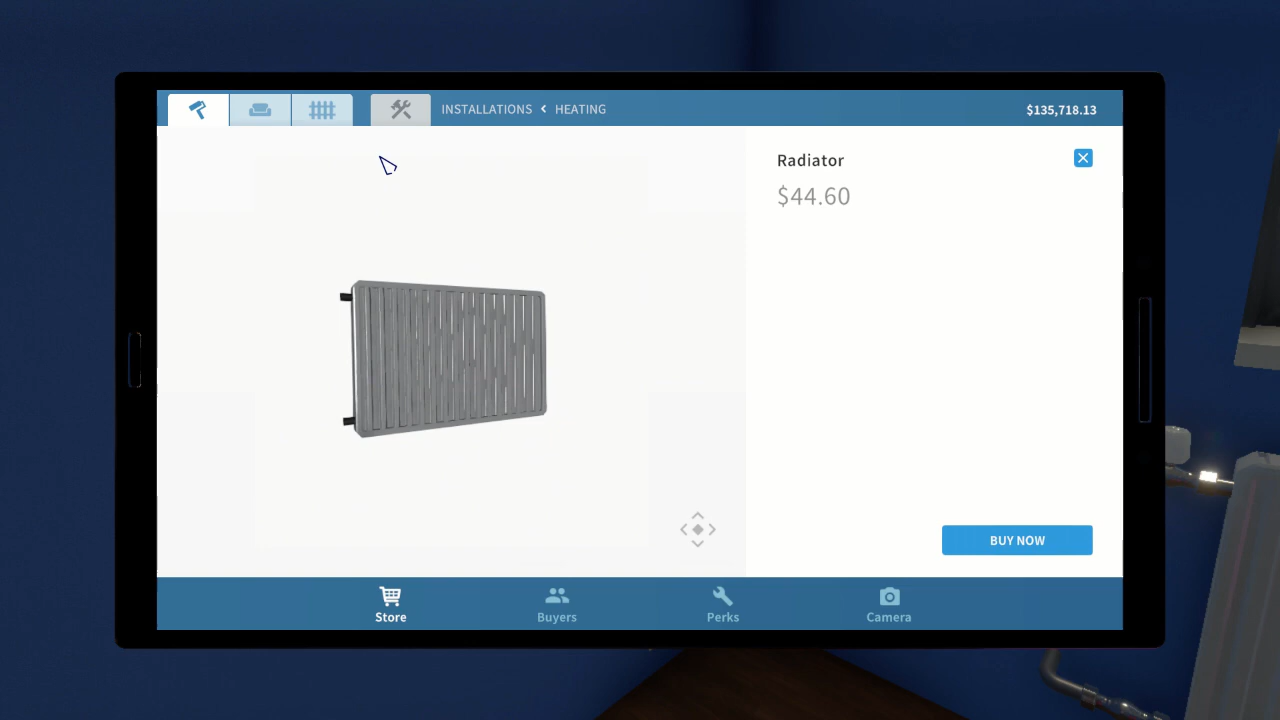 INSTALLATIONS < HEATING
$135,718.13
Radiator
$44.60
BUY NOW
Store
Buyers
Perks
Camera